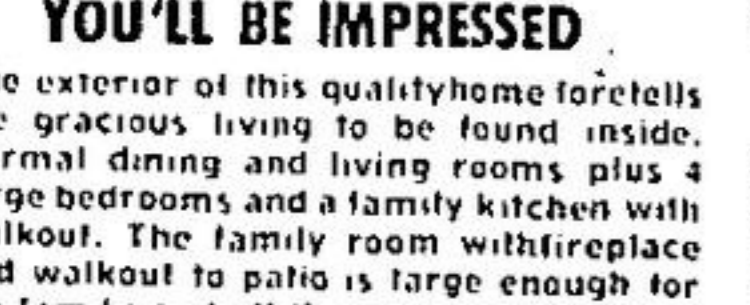 YOU'LL BE IMPRESSED
e exterior of this qualityhome foretells
e gracious living to be found inside.
rmal dining and living rooms plus 4
rge bedrooms and a family kitchen with
lkout. The family room withfireplace
d walkout to patio is large enough for